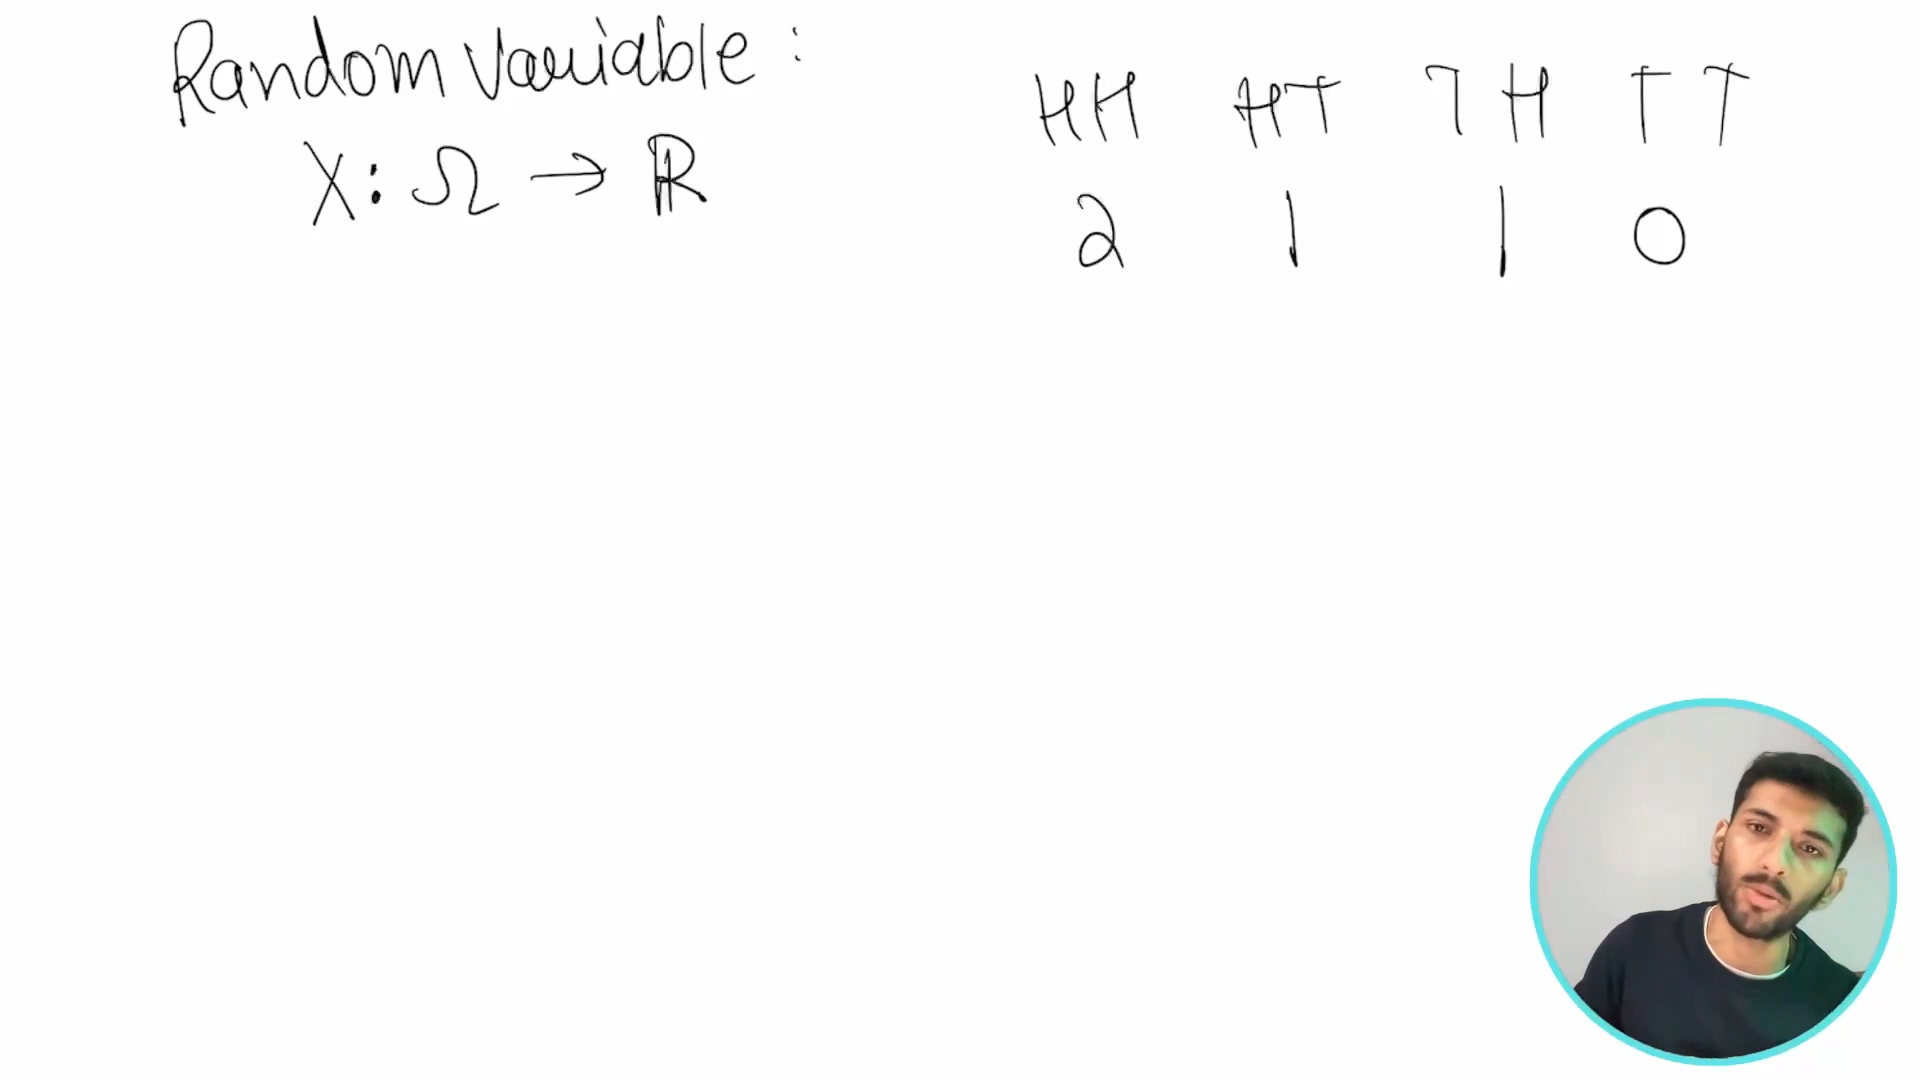 Random Variable :
X : Ω → ℝ
HH HT TH TT
2 1 1 0